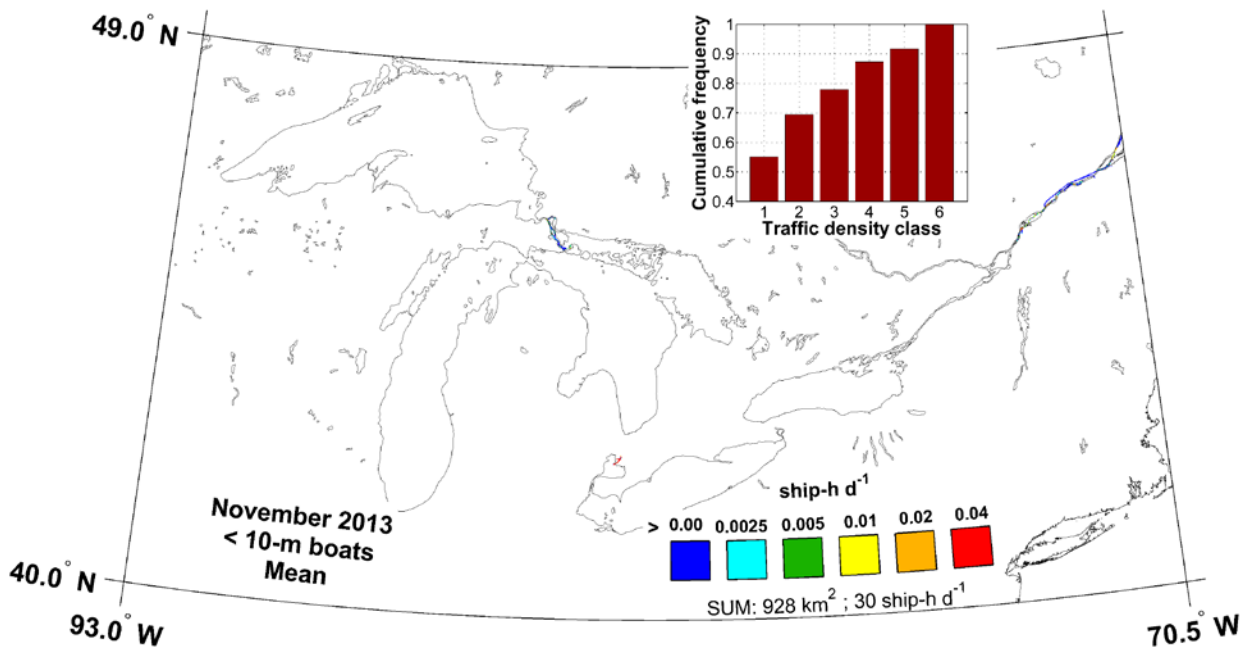 49.0° N
Cumulative frequency
1
0.9
0.8
0.7
0.6
0.5
0.4
1 2 3 4 5 6
Traffic density class
November 2013
< 10-m boats
Mean
ship-h d⁻¹
> 0.00 0.0025 0.005 0.01 0.02 0.04
SUM: 928 km² ; 30 ship-h d⁻¹
40.0° N
93.0° W
70.5° W